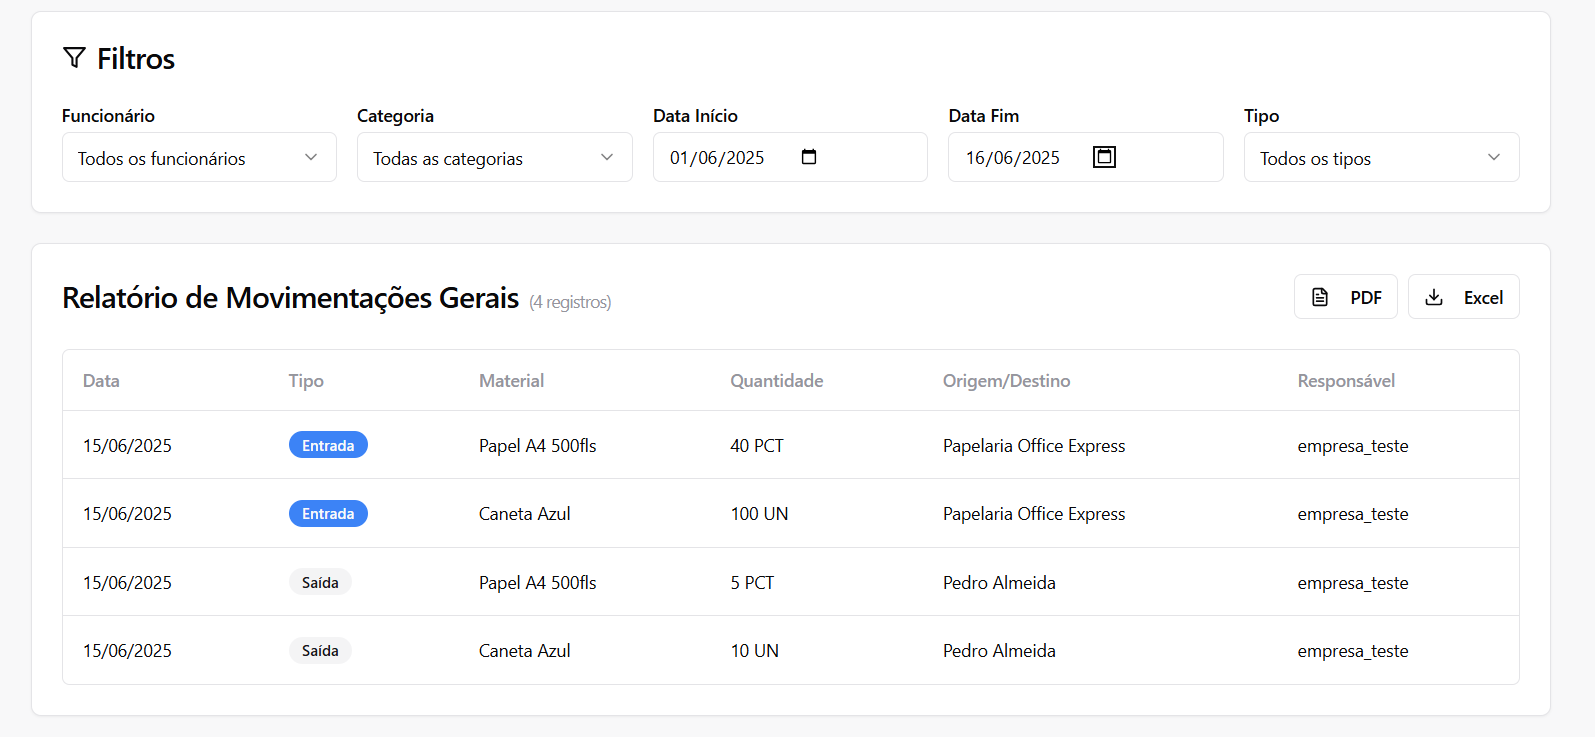 Filtros
Funcionário Categoria Data Início Data Fim Tipo
Todos os funcionários Todas as categorias 01/06/2025 16/06/2025 Todos os tipos
Relatório de Movimentações Gerais (4 registros) PDF Excel
Data Tipo Material Quantidade Origem/Destino Responsável
15/06/2025 Entrada Papel A4 500fls 40 PCT Papelaria Office Express empresa_teste
15/06/2025 Entrada Caneta Azul 100 UN Papelaria Office Express empresa_teste
15/06/2025 Saída Papel A4 500fls 5 PCT Pedro Almeida empresa_teste
15/06/2025 Saída Caneta Azul 10 UN Pedro Almeida empresa_teste